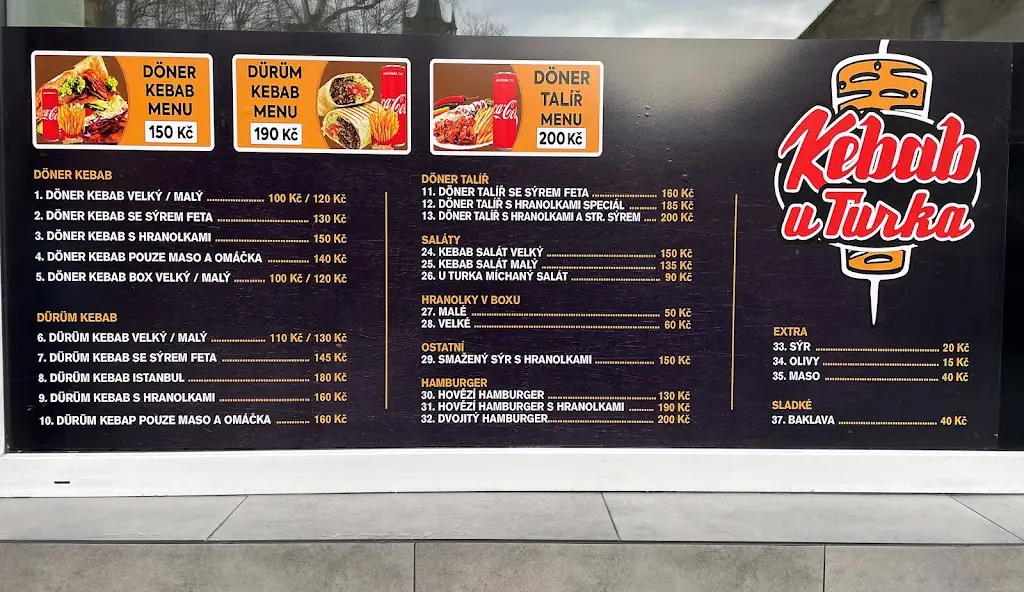 DÖNER
KEBAB
MENU
150 Kč
DÜRÜM
KEBAB
MENU
190 Kč
DÖNER
TALÍŘ
MENU
200 Kč
Kebab
u Turka
DÖNER KEBAB
1. DÖNER KEBAB VELKÝ / MALÝ ............... 100 Kč / 120 Kč
2. DÖNER KEBAB SE SÝREM FETA ............... 130 Kč
3. DÖNER KEBAB S HRANOLKAMI ............... 150 Kč
4. DÖNER KEBAB POUZE MASO A OMÁČKA ............... 140 Kč
5. DÖNER KEBAB BOX VELKÝ / MALÝ ............... 100 Kč / 120 Kč
DÜRÜM KEBAB
6. DÜRÜM KEBAB VELKÝ / MALÝ ............... 110 Kč / 130 Kč
7. DÜRÜM KEBAB SE SÝREM FETA ............... 145 Kč
8. DÜRÜM KEBAB ISTANBUL ............... 180 Kč
9. DÜRÜM KEBAB S HRANOLKAMI ............... 160 Kč
10. DÜRÜM KEBAP POUZE MASO A OMÁČKA ............... 160 Kč
DÖNER TALÍŘ
11. DÖNER TALÍŘ SE SÝREM FETA ............... 160 Kč
12. DÖNER TALÍŘ S HRANOLKAMI SPECIÁL ............... 185 Kč
13. DÖNER TALÍŘ S HRANOLKAMI A STR. SÝREM .... 200 Kč
SALÁTY
24. KEBAB SALÁT VELKÝ ............... 150 Kč
25. KEBAB SALÁT MALÝ ............... 135 Kč
26. U TURKA MÍCHANÝ SALÁT ............... 90 Kč
HRANOLKY V BOXU
27. MALÉ ............... 50 Kč
28. VELKÉ ............... 60 Kč
OSTATNÍ
29. SMAŽENÝ SÝR S HRANOLKAMI ............... 150 Kč
HAMBURGER
30. HOVĚZÍ HAMBURGER ............... 130 Kč
31. HOVĚZÍ HAMBURGER S HRANOLKAMI ............... 190 Kč
32. DVOJITÝ HAMBURGER ............... 200 Kč
EXTRA
33. SÝR ............... 20 Kč
34. OLIVY ............... 15 Kč
35. MASO ............... 40 Kč
SLADKÉ
37. BAKLAVA ............... 40 Kč